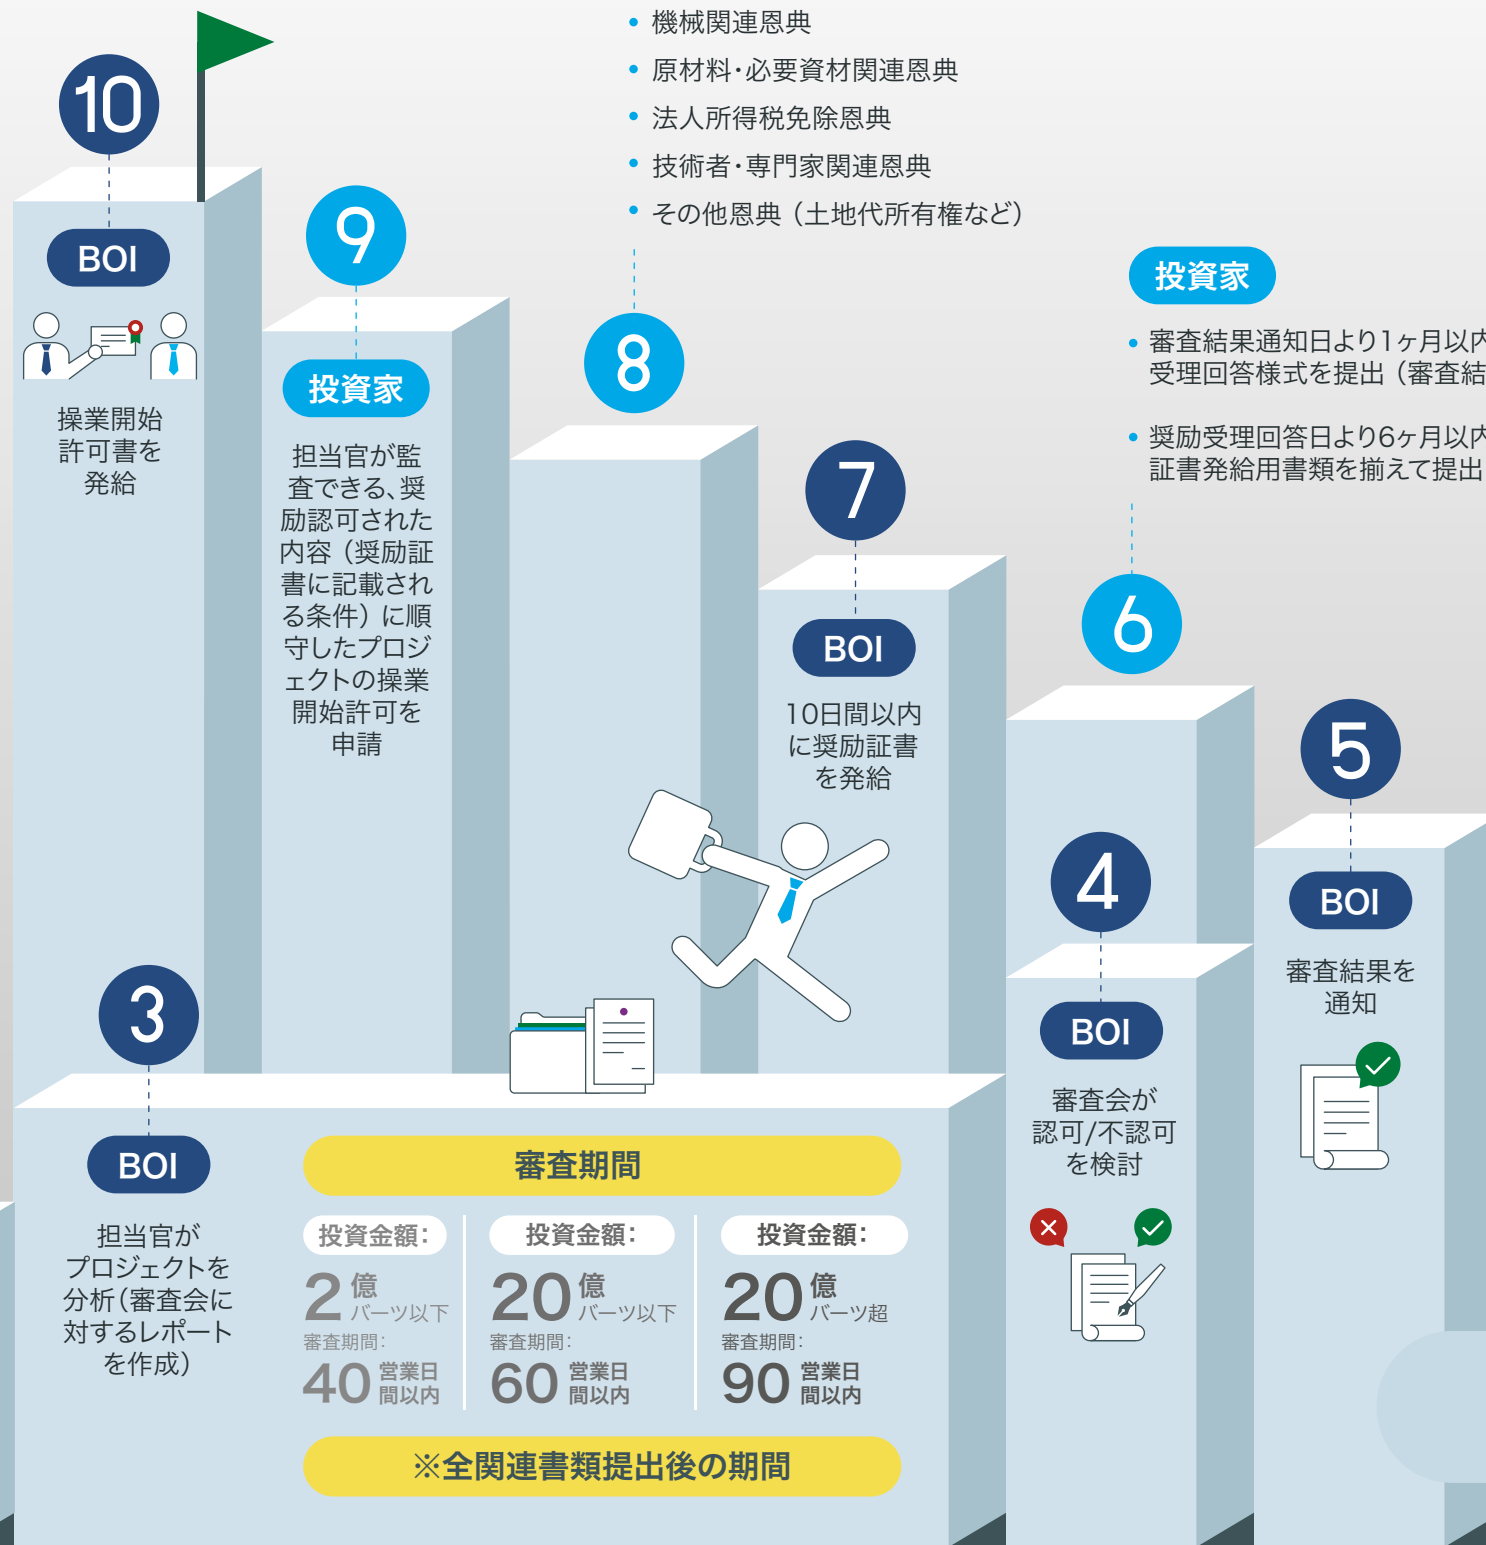 • 機械関連恩典
• 原材料・必要資材関連恩典
• 法人所得税免除恩典
• 技術者・専門家関連恩典
• その他恩典（土地代所有権など）
10
BOI
操業開始
許可書を
発給
9
投資家
担当官が監
査できる、奨
励認可された
内容（奨励証
書に記載され
る条件）に順
守したプロジ
ェクトの操業
開始許可を
申請
8
7
BOI
10日間以内
に奨励証書
を発給
投資家
• 審査結果通知日より1ヶ月以内
受理回答様式を提出（審査結
• 奨励受理回答日より6ヶ月以内
証書発給用書類を揃えて提出
6
5
BOI
審査結果を
通知
4
BOI
審査会が
認可/不認可
を検討
3
BOI
担当官が
プロジェクトを
分析（審査会に
対するレポート
を作成）
審査期間
投資金額：
2億
バーツ以下
審査期間：
40営業日
間以内
投資金額：
20億
バーツ以下
審査期間：
60営業日
間以内
投資金額：
20億
バーツ超
審査期間：
90営業日
間以内
※全関連書類提出後の期間